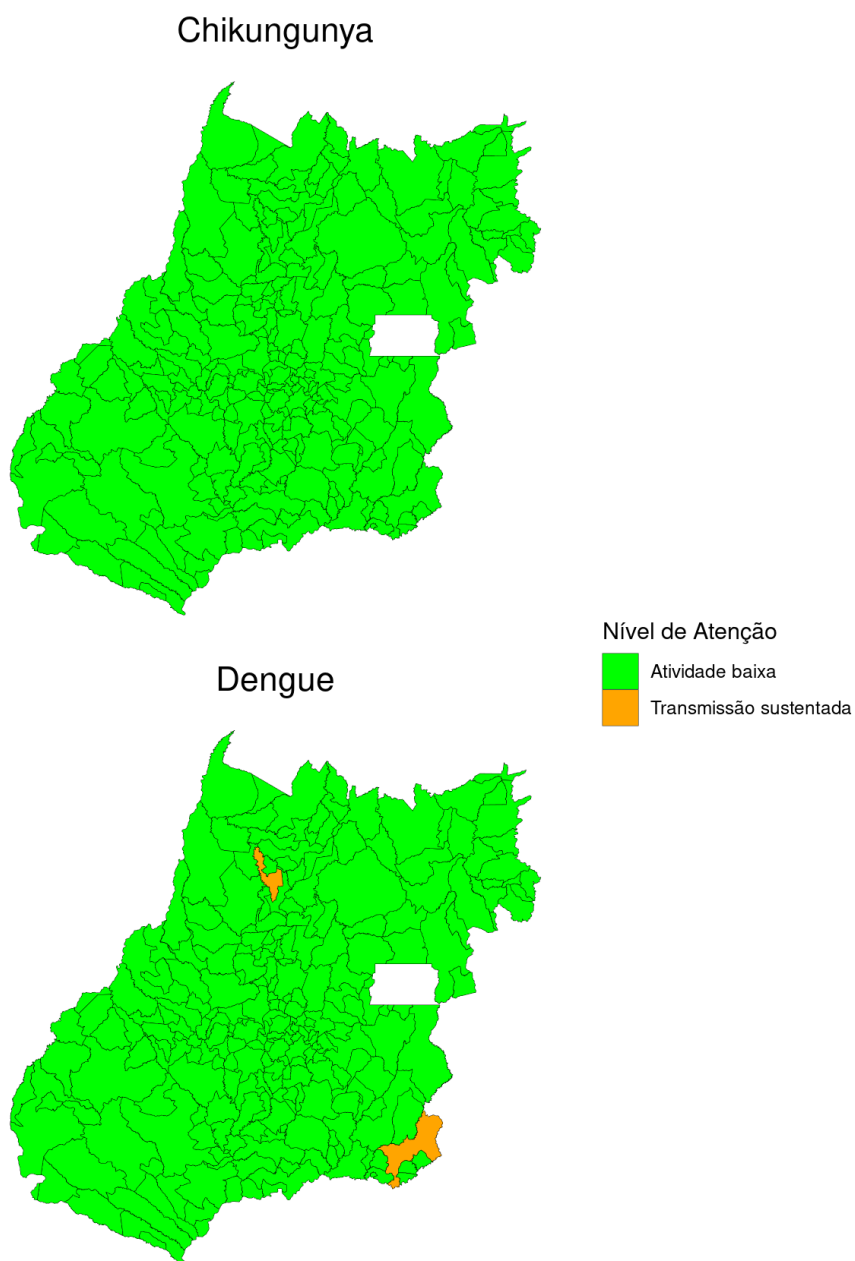 Chikungunya
Nível de Atenção
Atividade baixa
Transmissão sustentada
Dengue